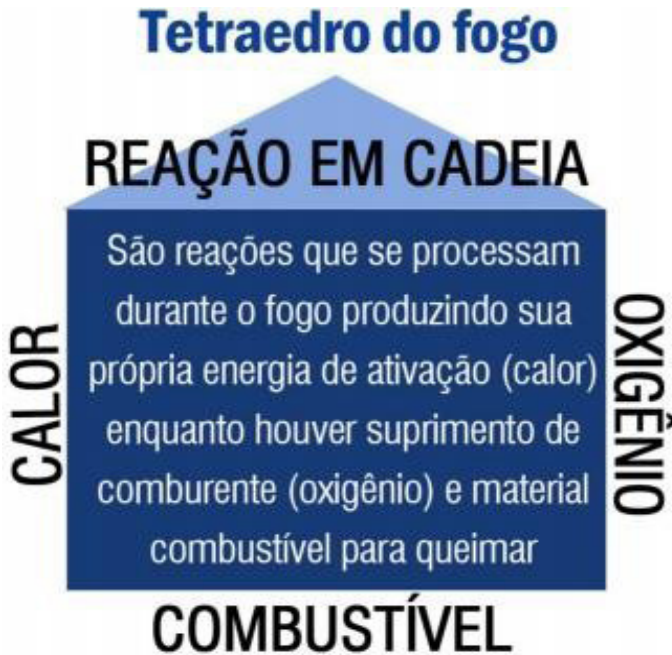 Tetraedro do fogo
REAÇÃO EM CADEIA
São reações que se processam
durante o fogo produzindo sua
própria energia de ativação (calor)
enquanto houver suprimento de
comburente (oxigênio) e material
combustível para queimar
CALOR
OXIGÊNIO
COMBUSTÍVEL